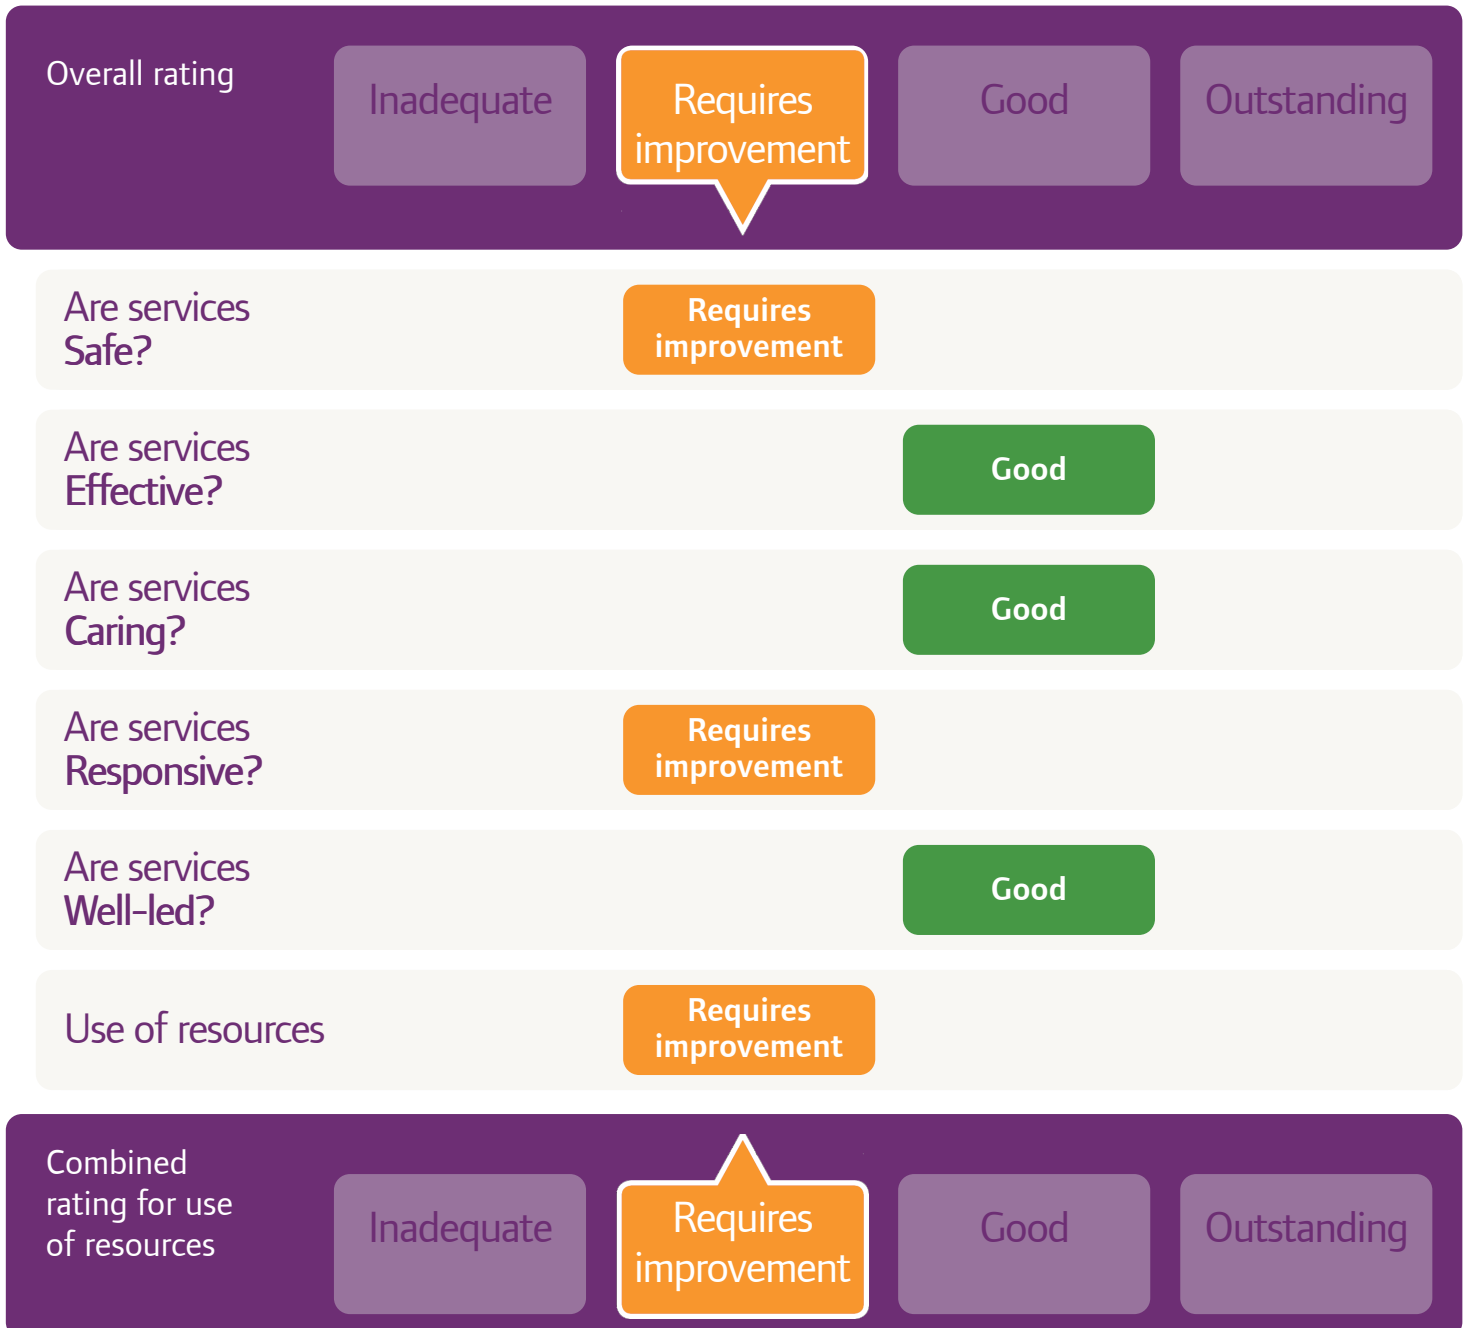 Overall rating
Inadequate
Requires
improvement
Good
Outstanding
Are services
Safe?
Requires
improvement
Are services
Effective?
Good
Are services
Caring?
Good
Are services
Responsive?
Requires
improvement
Are services
Well-led?
Good
Use of resources
Requires
improvement
Combined
rating for use
of resources
Inadequate
Requires
improvement
Good
Outstanding